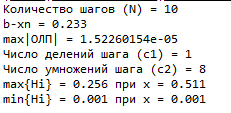 Количество шагов (N) = 10
b-xn = 0.233
max|ОЛП| = 1.52260154e-05
Число делений шага (c1) = 1
Число умножений шага (c2) = 8
max{Hi} = 0.256 при x = 0.511
min{Hi} = 0.001 при x = 0.001